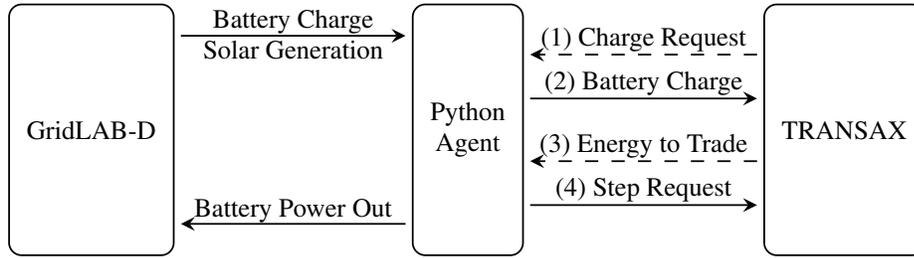 GridLAB-D
Battery Charge
Solar Generation
Battery Power Out
Python
Agent
(1) Charge Request
(2) Battery Charge
(3) Energy to Trade
(4) Step Request
TRANSAX